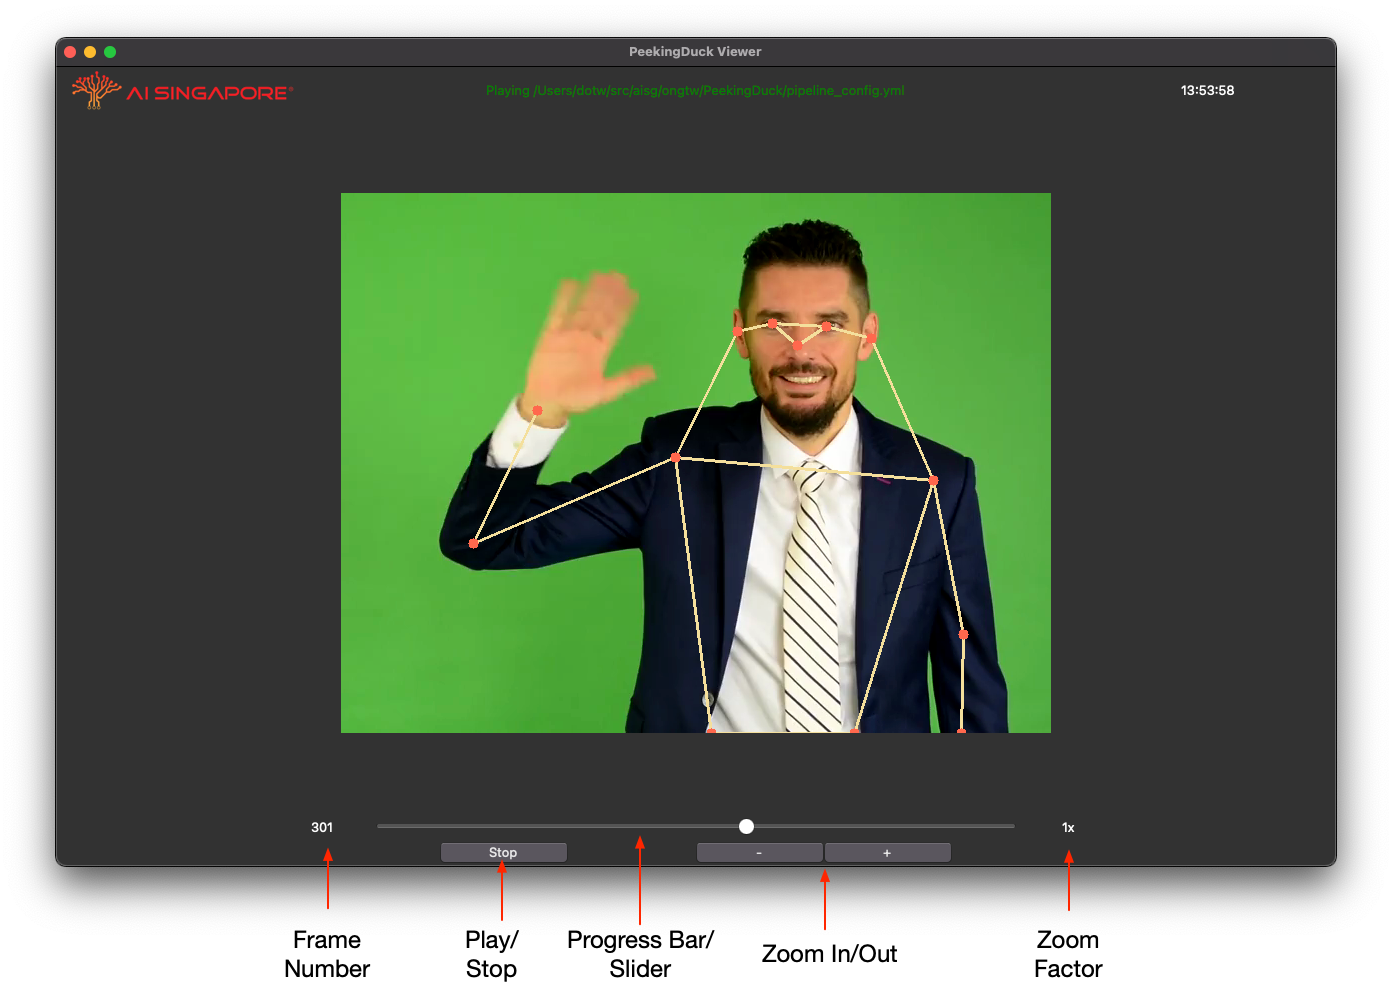 PeekingDuck Viewer
AI SINGAPORE®
Playing /Users/dotw/src/aisg/ongtw/PeekingDuck/pipeline_config.yml
13:53:58
301
1x
Stop
-
+
Frame
Number
Play/
Stop
Progress Bar/
Slider
Zoom In/Out
Zoom
Factor